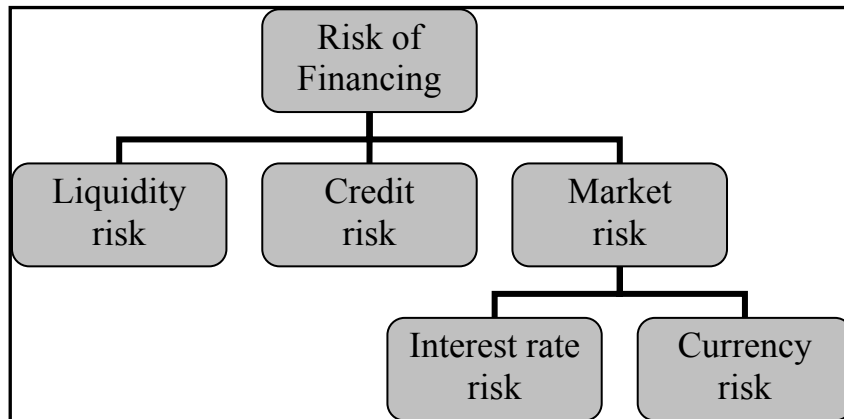 Risk of
Financing
Liquidity
risk
Credit
risk
Market
risk
Interest rate
risk
Currency
risk